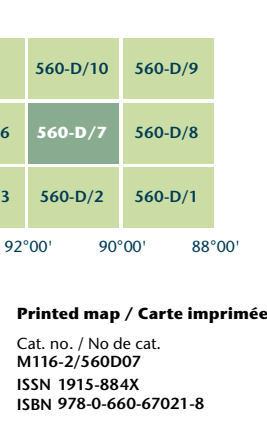 560-D/10 560-D/9
6 560-D/7 560-D/8
3 560-D/2 560-D/1
92°00' 90°00' 88°00'
Printed map / Carte imprimée
Cat. no. / No de cat.
M116-2/560D07
ISSN 1915-884X
ISBN 978-0-660-67021-8